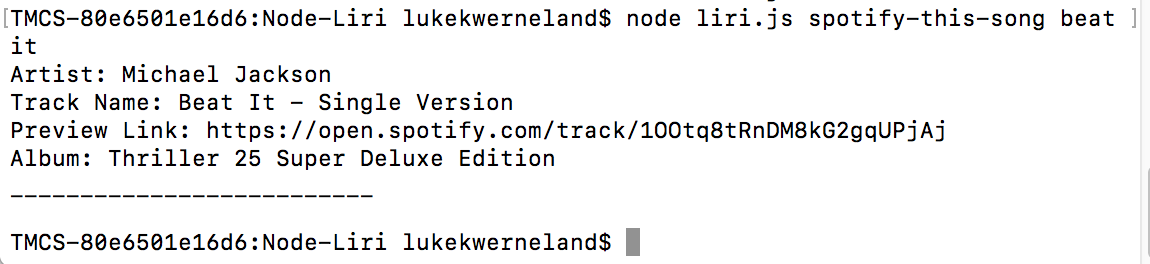 [TMCS-80e6501e16d6:Node-Liri lukekwerneland$ node liri.js spotify-this-song beat ]
it
Artist: Michael Jackson
Track Name: Beat It - Single Version
Preview Link: https://open.spotify.com/track/1OOtq8tRnDM8kG2gqUPjAj
Album: Thriller 25 Super Deluxe Edition
--------------------------
TMCS-80e6501e16d6:Node-Liri lukekwerneland$